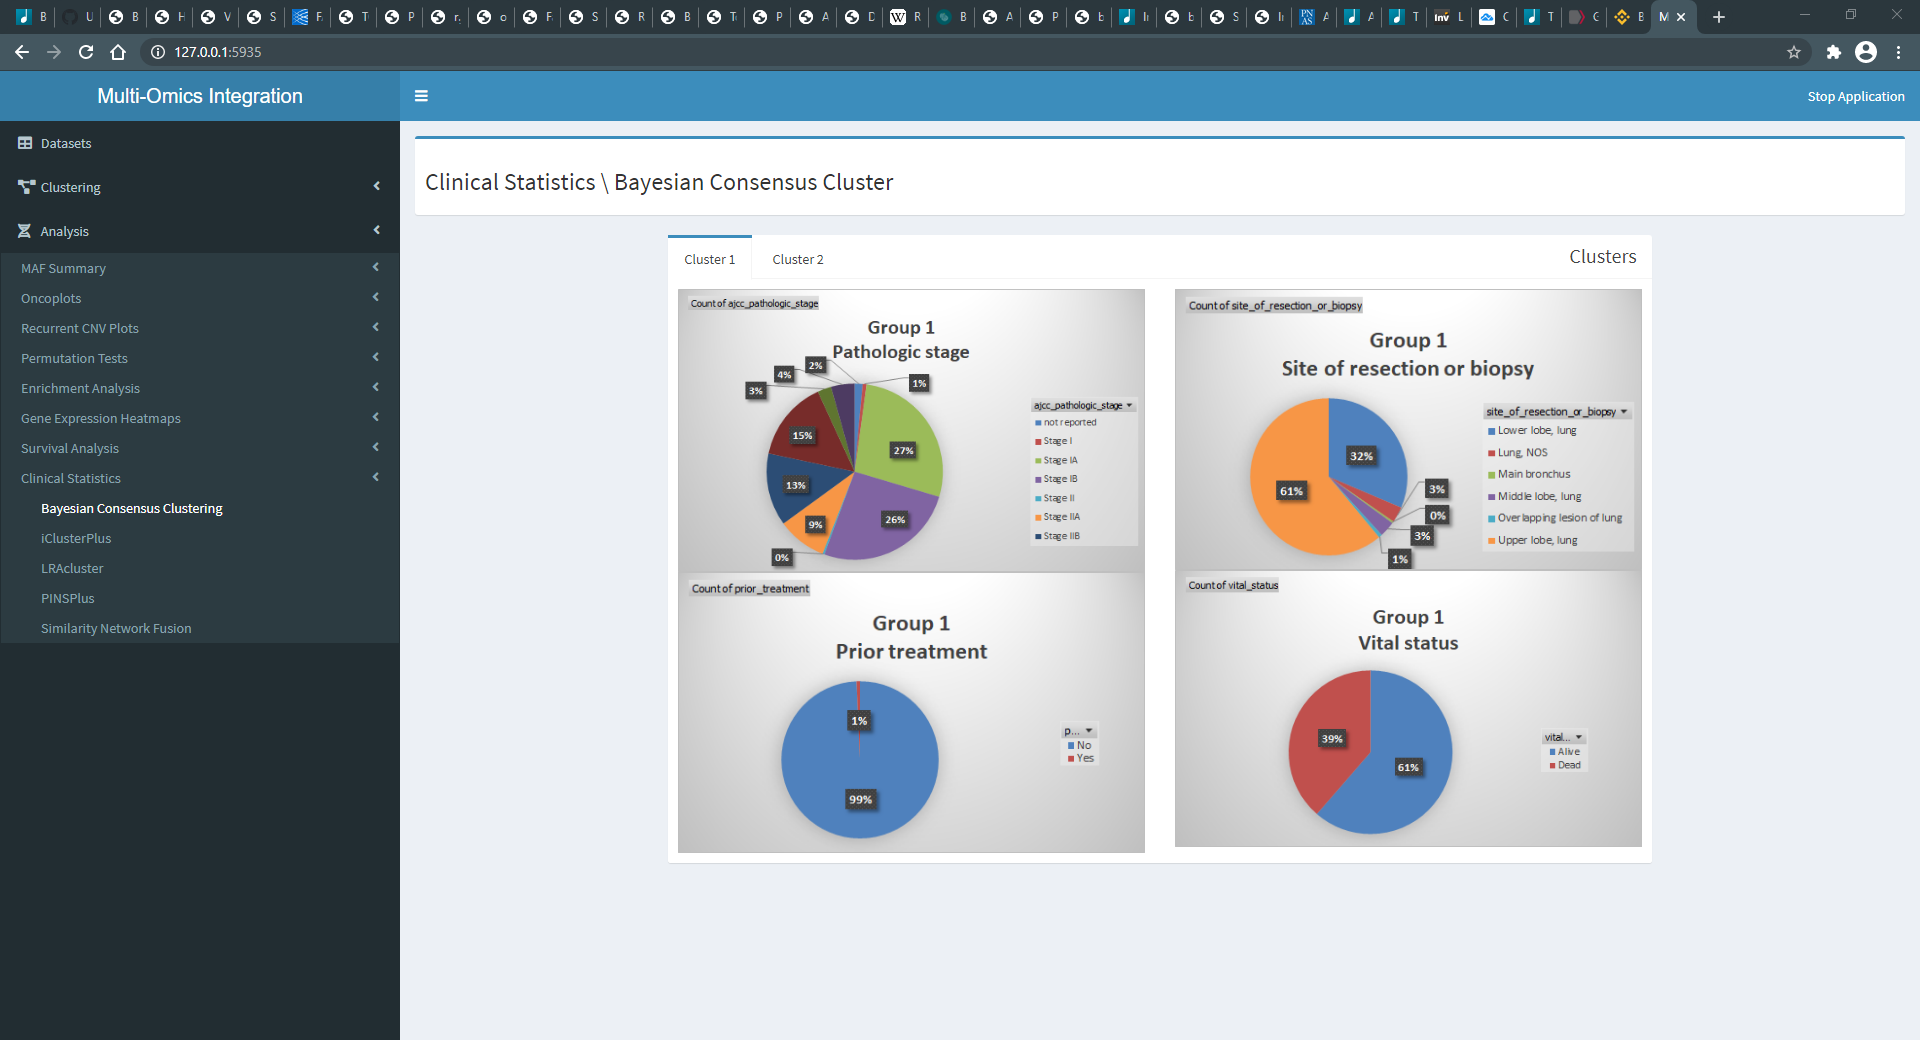 127.0.0.1:5935
Multi-Omics Integration
Stop Application
Datasets
Clustering
Analysis
MAF Summary
Oncoplots
Recurrent CNV Plots
Permutation Tests
Enrichment Analysis
Gene Expression Heatmaps
Survival Analysis
Clinical Statistics
Bayesian Consensus Clustering
iClusterPlus
LRAcluster
PINSPlus
Similarity Network Fusion
Clinical Statistics \ Bayesian Consensus Cluster
Cluster 1
Cluster 2
Clusters
Count of ajcc_pathologic_stage
Group 1
Pathologic stage
2%
4%
3%
1%
15%
27%
13%
9%
26%
0%
ajcc_pathologic_stage
not reported
Stage I
Stage IA
Stage IB
Stage II
Stage IIA
Stage IIB
Count of site_of_resection_or_biopsy
Group 1
Site of resection or biopsy
32%
61%
3%
0%
3%
1%
site_of_resection_or_biopsy
Lower lobe, lung
Lung, NOS
Main bronchus
Middle lobe, lung
Overlapping lesion of lung
Upper lobe, lung
Count of prior_treatment
Group 1
Prior treatment
1%
99%
p...
No
Yes
Count of vital_status
Group 1
Vital status
39%
61%
vital...
Alive
Dead